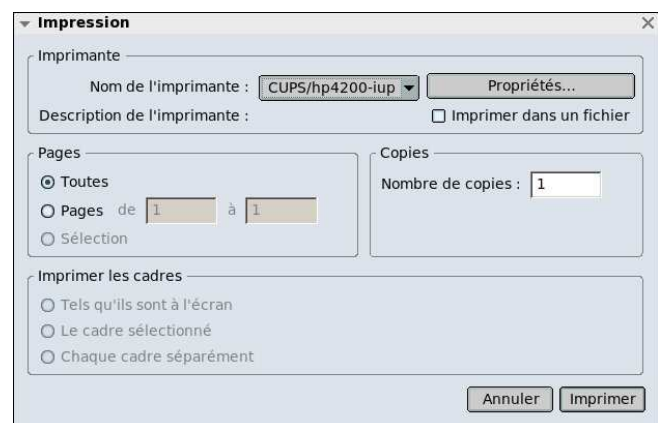 Impression
Imprimante
Nom de l'imprimante : CUPS/hp4200-iup Propriétés...
Description de l'imprimante : Imprimer dans un fichier
Pages
Toutes
Pages de 1 à 1
Sélection
Copies
Nombre de copies : 1
Imprimer les cadres
Tels qu'ils sont à l'écran
Le cadre sélectionné
Chaque cadre séparément
Annuler Imprimer